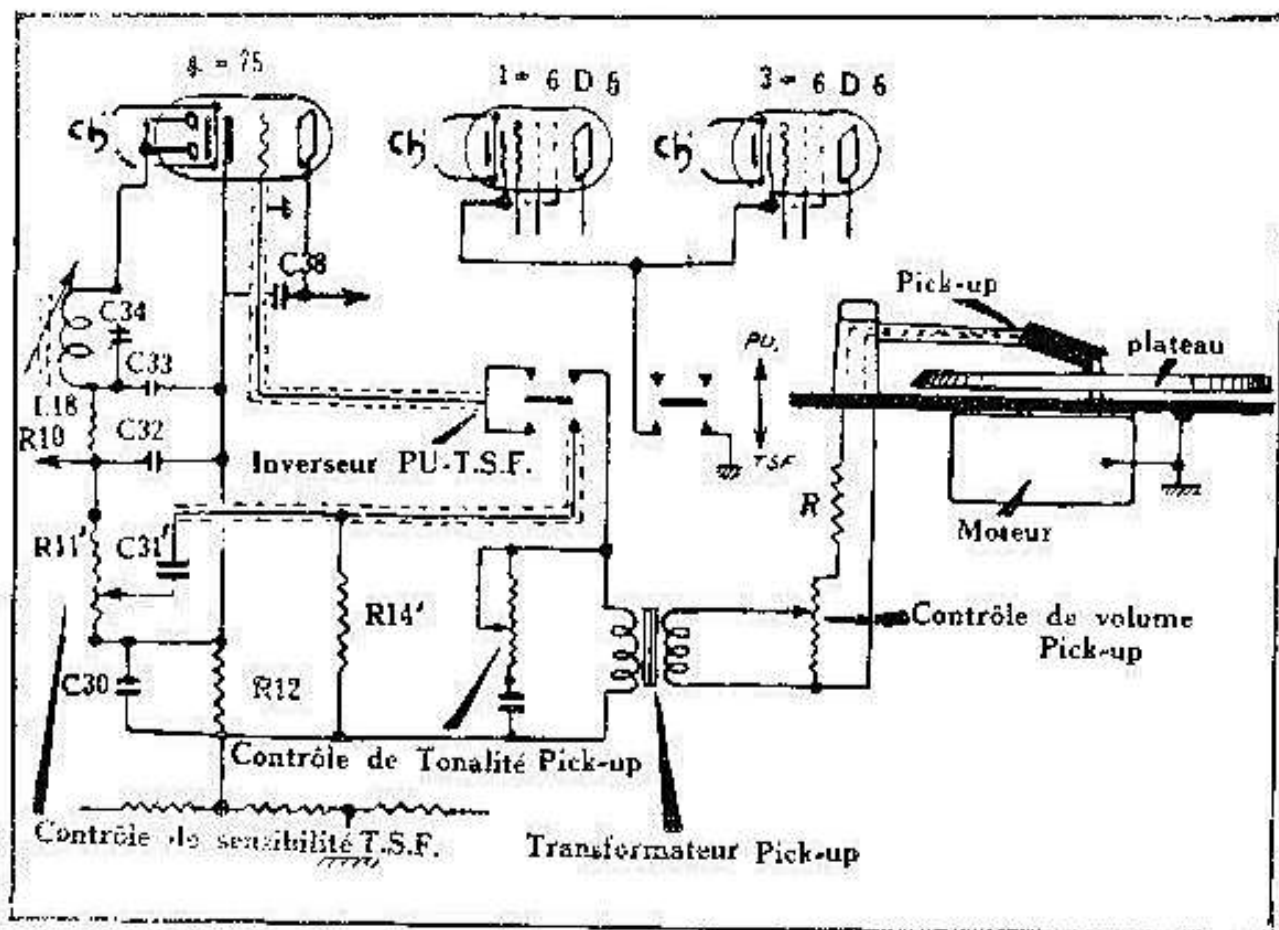 4 = 75
1 = 6 D 6
3 = 6 D 6
Ch
Ch
Ch
C38
Pick-up
plateau
C34
C33
PU.
L18
R10
C32
Inverseur PU-T.S.F.
TSF
R
Moteur
R11'
C31'
R14'
Contrôle de volume
Pick-up
C30
R12
Contrôle de Tonalité Pick-up
Contrôle de sensibilité T.S.F.
Transformateur Pick-up